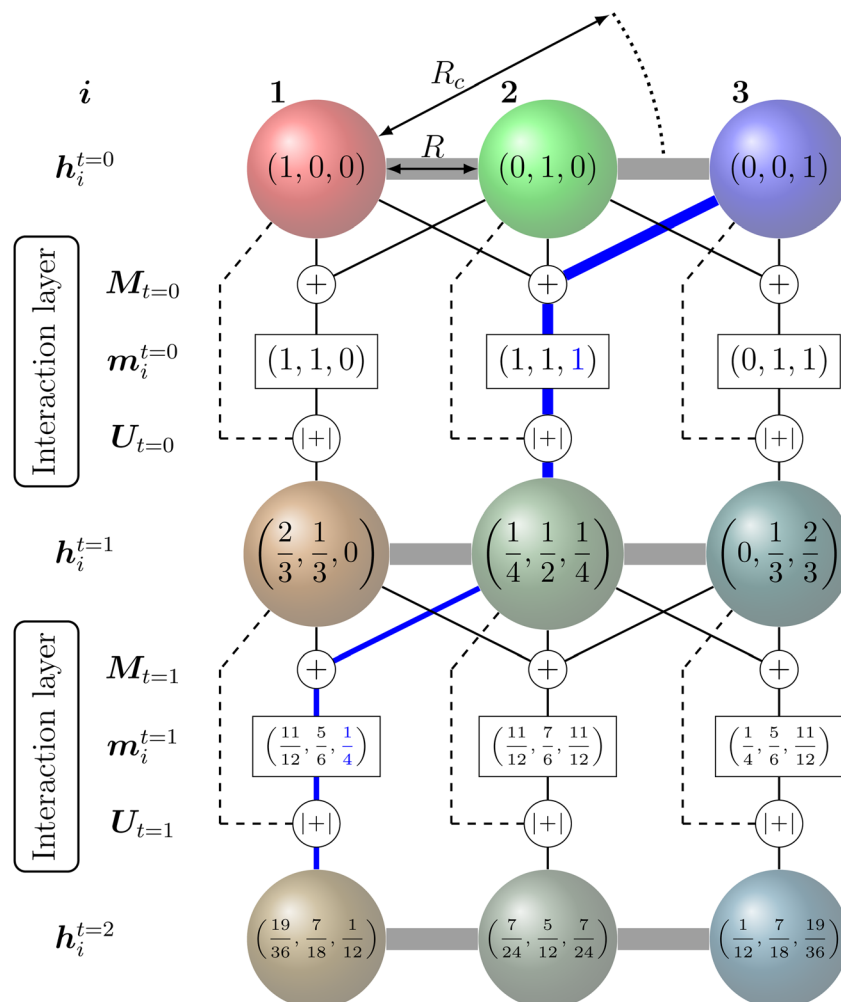 R_c
i 1 2 3
h_i^{t=0} (1, 0, 0) R (0, 1, 0) (0, 0, 1)
Interaction layer
M_{t=0} + + +
m_i^{t=0} (1, 1, 0) (1, 1, 1) (0, 1, 1)
U_{t=0} |+| |+| |+|
h_i^{t=1} (2/3, 1/3, 0) (1/4, 1/2, 1/4) (0, 1/3, 2/3)
Interaction layer
M_{t=1} + + +
m_i^{t=1} (11/12, 5/6, 1/4) (11/12, 7/6, 11/12) (1/4, 5/6, 11/12)
U_{t=1} |+| |+| |+|
h_i^{t=2} (19/36, 7/18, 1/12) (7/24, 5/12, 7/24) (1/12, 7/18, 19/36)